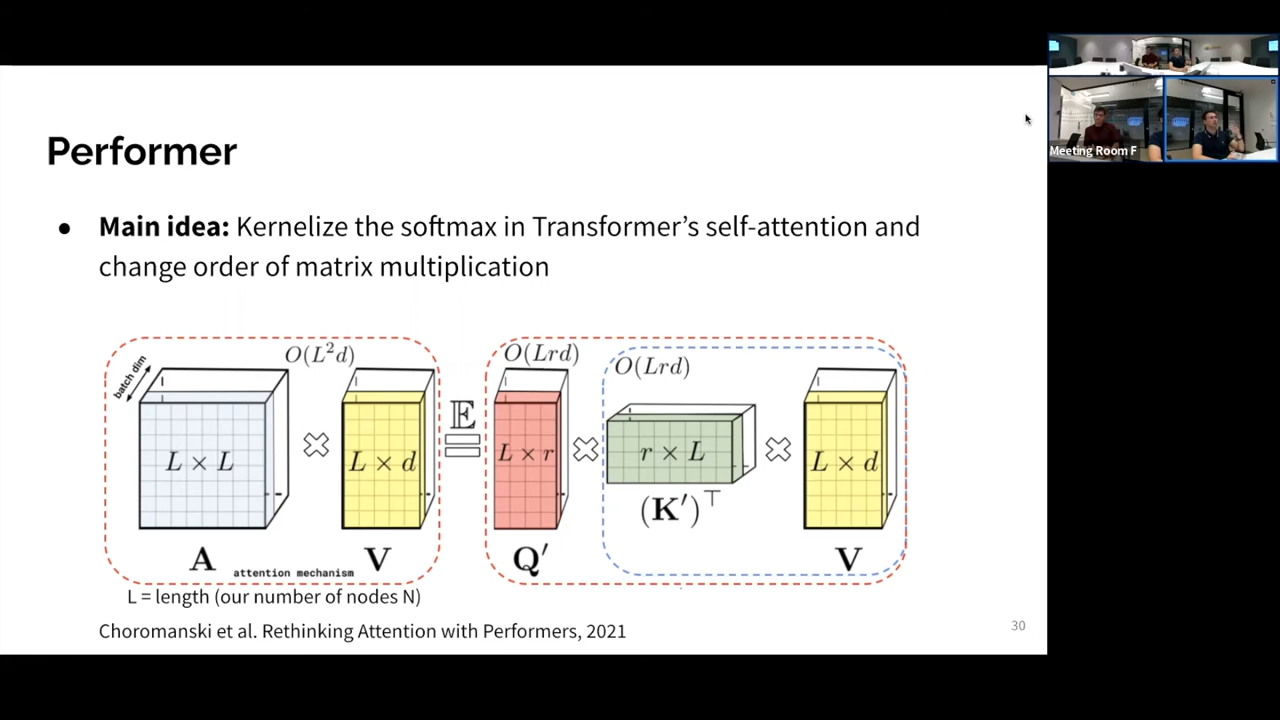 Performer
● Main idea: Kernelize the softmax in Transformer's self-attention and
change order of matrix multiplication
batch dim
O(L²d)
L × L
L × d
A
attention mechanism
V
𝔼
O(Lrd)
L × r
Q′
O(Lrd)
r × L
(K′)⊤
L × d
V
L = length (our number of nodes N)
Choromanski et al. Rethinking Attention with Performers, 2021
30
Meeting Room F